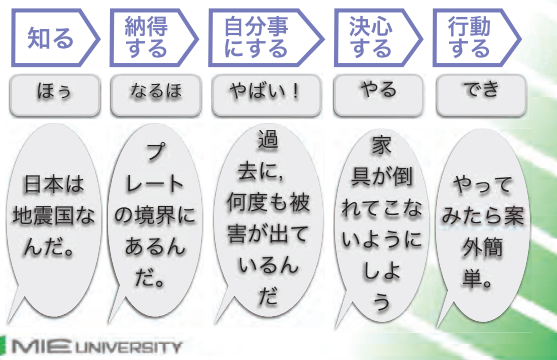 知る
納得
する
自分事
にする
決心
する
行動
する
ほぅ
なるほ
やばい！
やる
でき
日本は
地震国な
んだ。
プ
レート
の境界に
あるん
だ。
過
去に,
何度も被
害が出て
いるん
だ
家
具が倒
れてこな
いように
しよ
う
やって
みたら案
外簡
単。
MIE UNIVERSITY